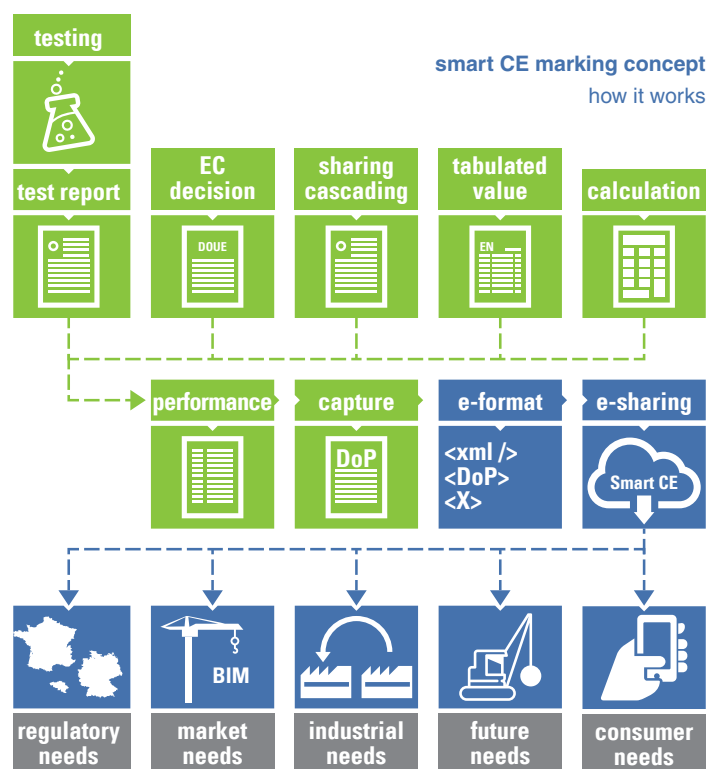 testing
smart CE marking concept
how it works
test report
EC
decision
sharing
cascading
tabulated
value
calculation
DOUE
EN
performance
capture
e-format
e-sharing
DoP
<xml />
<DoP>
<X>
Smart CE
BIM
regulatory
needs
market
needs
industrial
needs
future
needs
consumer
needs